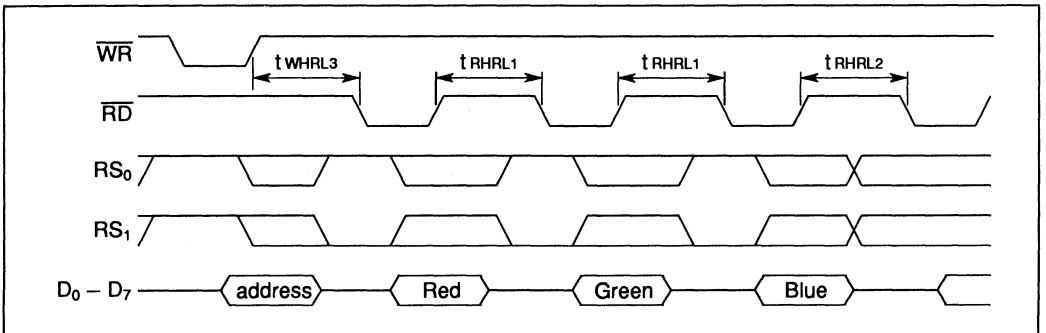 WR
t WHRL3 t RHRL1 t RHRL1 t RHRL2
RD
RS₀
RS₁
D₀ – D₇ address Red Green Blue